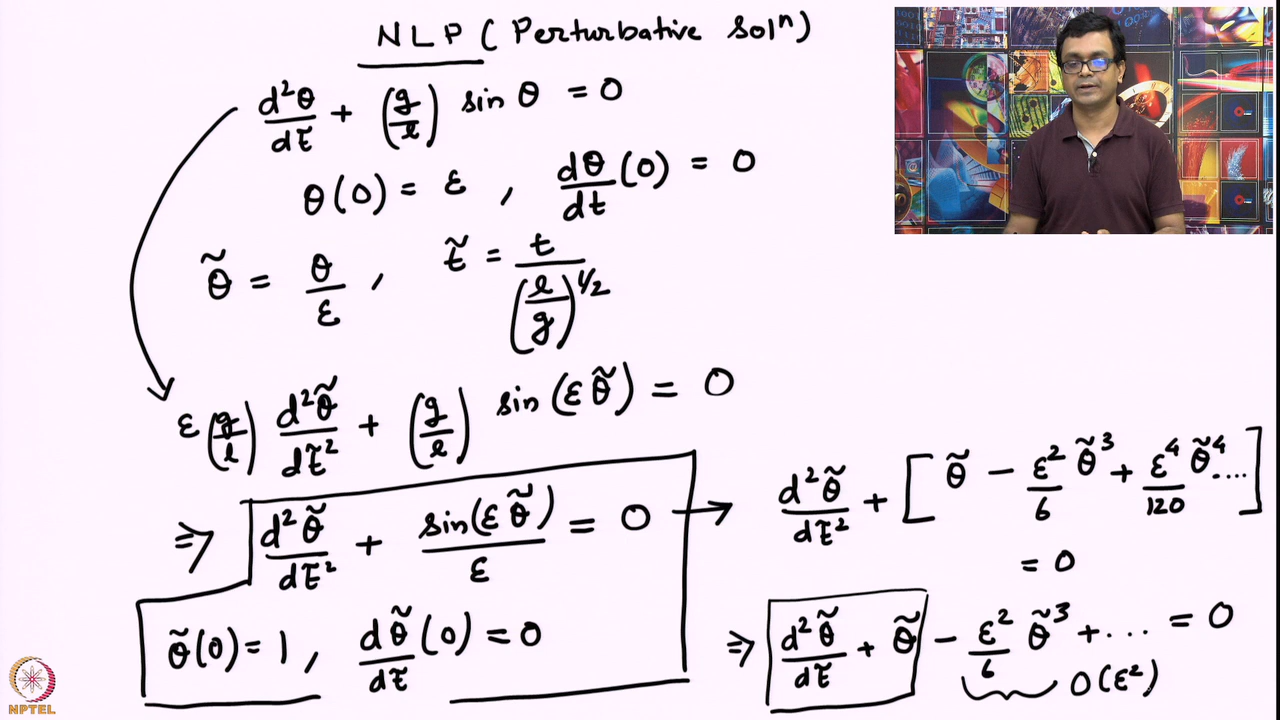 NLP (Perturbative Solⁿ)
d²θ/dt̃ + (g/l) sin θ = 0
θ(0) = ε , dθ/dt (0) = 0
θ̃ = θ/ε , t̃ = t/(l/g)^1/2
ε(g/l) d²θ̃/dt̃² + (g/l) sin(εθ̃) = 0
⇒ d²θ̃/dt̃² + sin(εθ̃)/ε = 0 → d²θ̃/dt̃² + [θ̃ − ε²/6 θ̃³ + ε⁴/120 θ̃⁴....]
= 0
θ̃(0) = 1 , dθ̃/dt̃ (0) = 0
⇒ d²θ̃/dt̃ + θ̃ − ε²/6 θ̃³ + ... = 0
O(ε²)
NPTEL